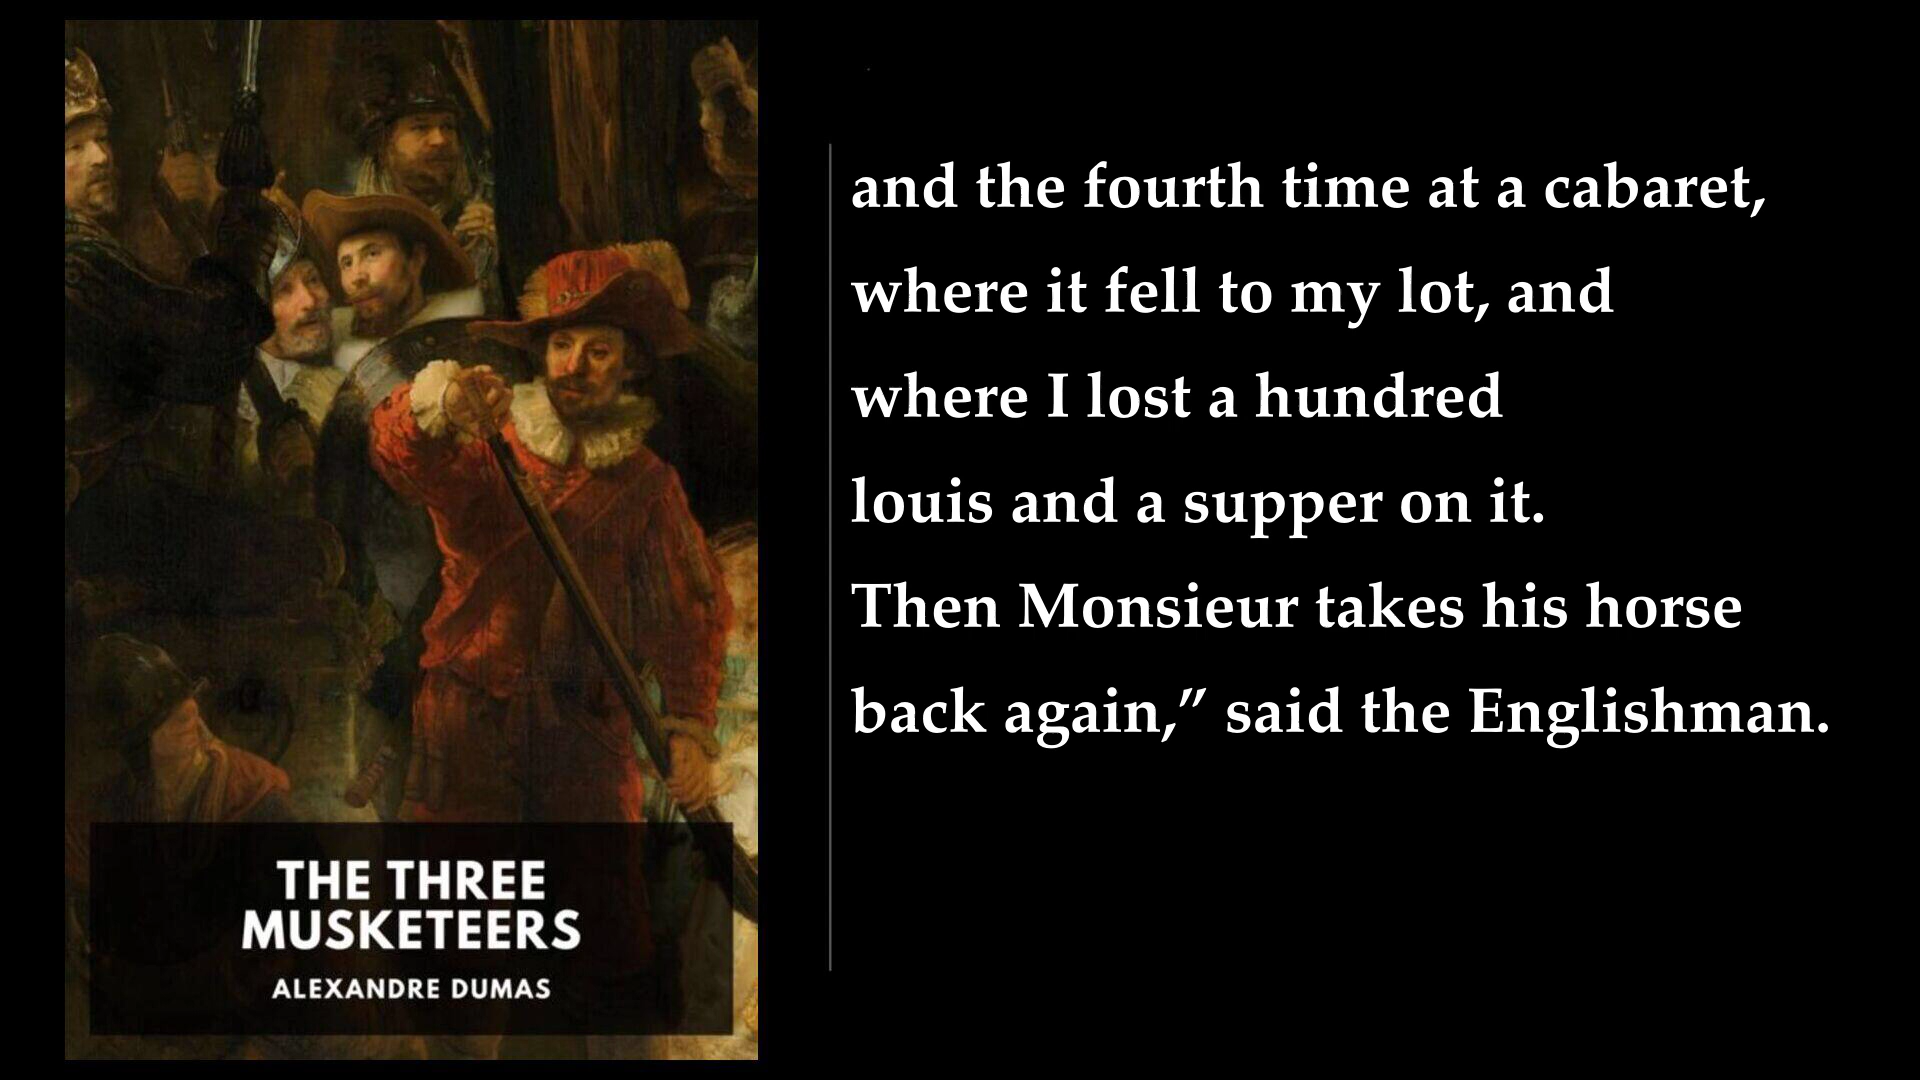 THE THREE
MUSKETEERS
ALEXANDRE DUMAS
and the fourth time at a cabaret,
where it fell to my lot, and
where I lost a hundred
louis and a supper on it.
Then Monsieur takes his horse
back again,” said the Englishman.